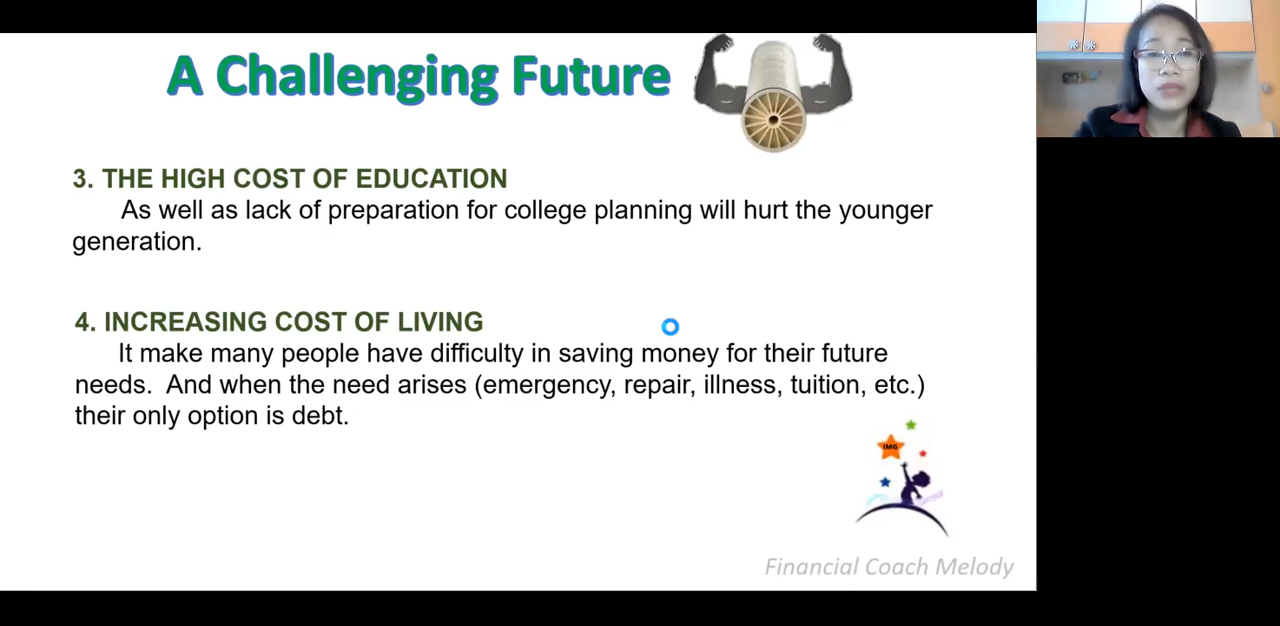 A Challenging Future
3. THE HIGH COST OF EDUCATION
As well as lack of preparation for college planning will hurt the younger
generation.
4. INCREASING COST OF LIVING
It make many people have difficulty in saving money for their future
needs. And when the need arises (emergency, repair, illness, tuition, etc.)
their only option is debt.
IMG
Financial Coach Melody